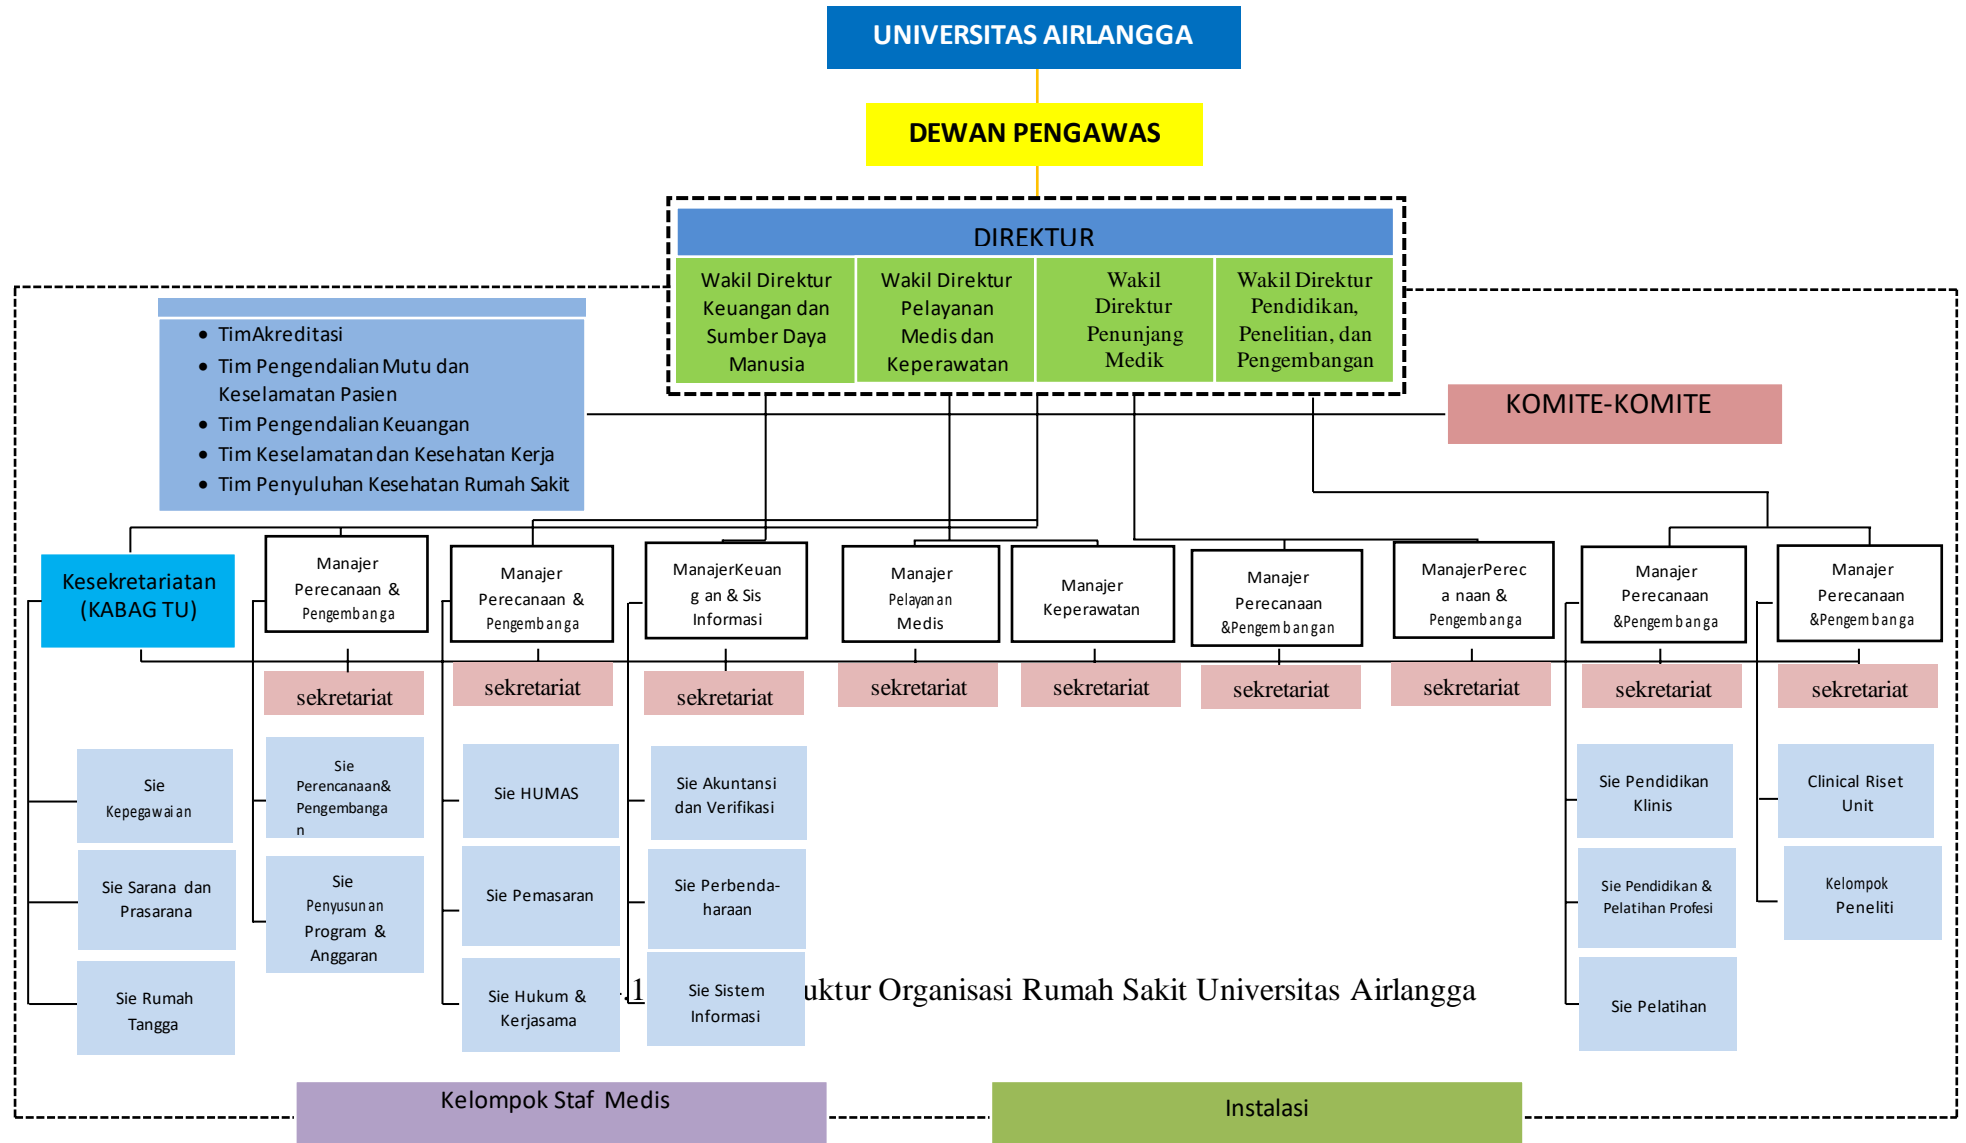 UNIVERSITAS AIRLANGGA
DEWAN PENGAWAS
DIREKTUR
Wakil Direktur
Keuangan dan
Sumber Daya
Manusia
Wakil Direktur
Pelayanan
Medis dan
Keperawatan
Wakil
Direktur
Penunjang
Medik
Wakil Direktur
Pendidikan,
Penelitian, dan
Pengembangan
• TimAkreditasi
• Tim Pengendalian Mutu dan
Keselamatan Pasien
• Tim Pengendalian Keuangan
• Tim Keselamatan dan Kesehatan Kerja
• Tim Penyuluhan Kesehatan Rumah Sakit
KOMITE-KOMITE
Kesekretariatan
(KABAG TU)
Manajer
Perecanaan &
Pengembanga
Manajer
Perecanaan &
Pengembanga
ManajerKeuan
g an & Sis
Informasi
Manajer
Pelayanan
Medis
Manajer
Keperawatan
Manajer
Perecanaan
&Pengembangan
ManajerPerec
a naan &
Pengembanga
Manajer
Perecanaan
&Pengembanga
Manajer
Perecanaan
&Pengembanga
sekretariat
sekretariat
sekretariat
sekretariat
sekretariat
sekretariat
sekretariat
sekretariat
sekretariat
Sie
Kepegawaian
Sie
Perencanaan&
Pengembanga
n
Sie HUMAS
Sie Akuntansi
dan Verifikasi
Sie Pendidikan
Klinis
Clinical Riset
Unit
Sie Sarana dan
Prasarana
Sie
Penyusunan
Program &
Anggaran
Sie Pemasaran
Sie Perbenda-
haraan
Sie Pendidikan &
Pelatihan Profesi
Kelompok
Peneliti
Sie Rumah
Tangga
Sie Hukum &
Kerjasama
Sie Sistem
Informasi
Sie Pelatihan
.1 uktur Organisasi Rumah Sakit Universitas Airlangga
Kelompok Staf Medis
Instalasi